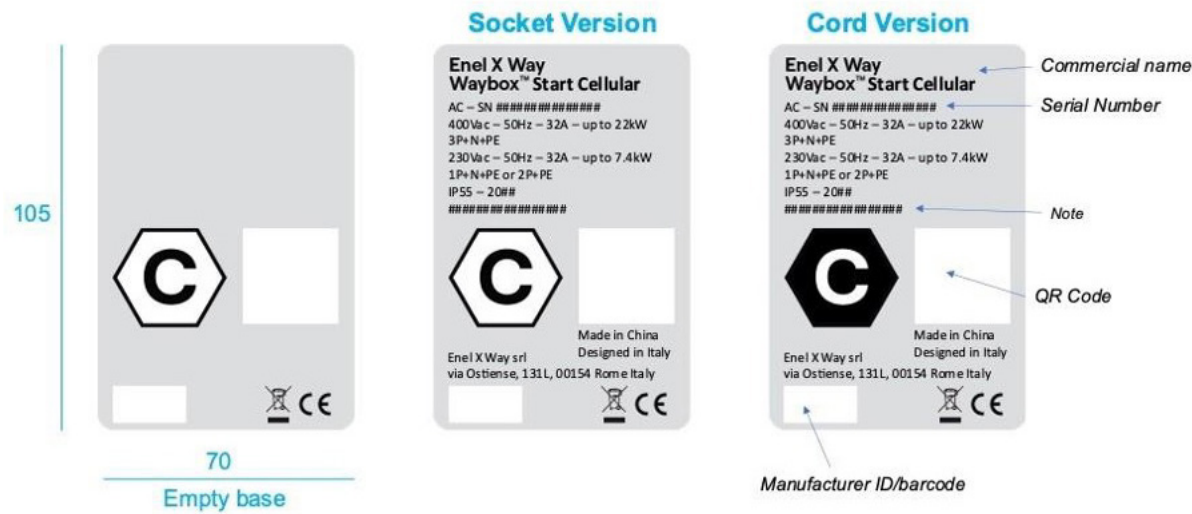 Socket Version
Cord Version
105
C
70
Empty base
Enel X Way
Waybox™ Start Cellular
AC – SN ###############
400Vac – 50Hz – 32A – up to 22kW
3P+N+PE
230Vac – 50Hz – 32A – up to 7.4kW
1P+N+PE or 2P+PE
IP55 – 20##
#################
C
Made in China
Designed in Italy
Enel X Way srl
via Ostiense, 131L, 00154 Rome Italy
CE
Enel X Way
Waybox™ Start Cellular
AC – SN ###############
400Vac – 50Hz – 32A – up to 22kW
3P+N+PE
230Vac – 50Hz – 32A – up to 7.4kW
1P+N+PE or 2P+PE
IP55 – 20##
#################
C
Made in China
Designed in Italy
Enel X Way srl
via Ostiense, 131L, 00154 Rome Italy
CE
CE
Commercial name
Serial Number
Note
QR Code
Manufacturer ID/barcode